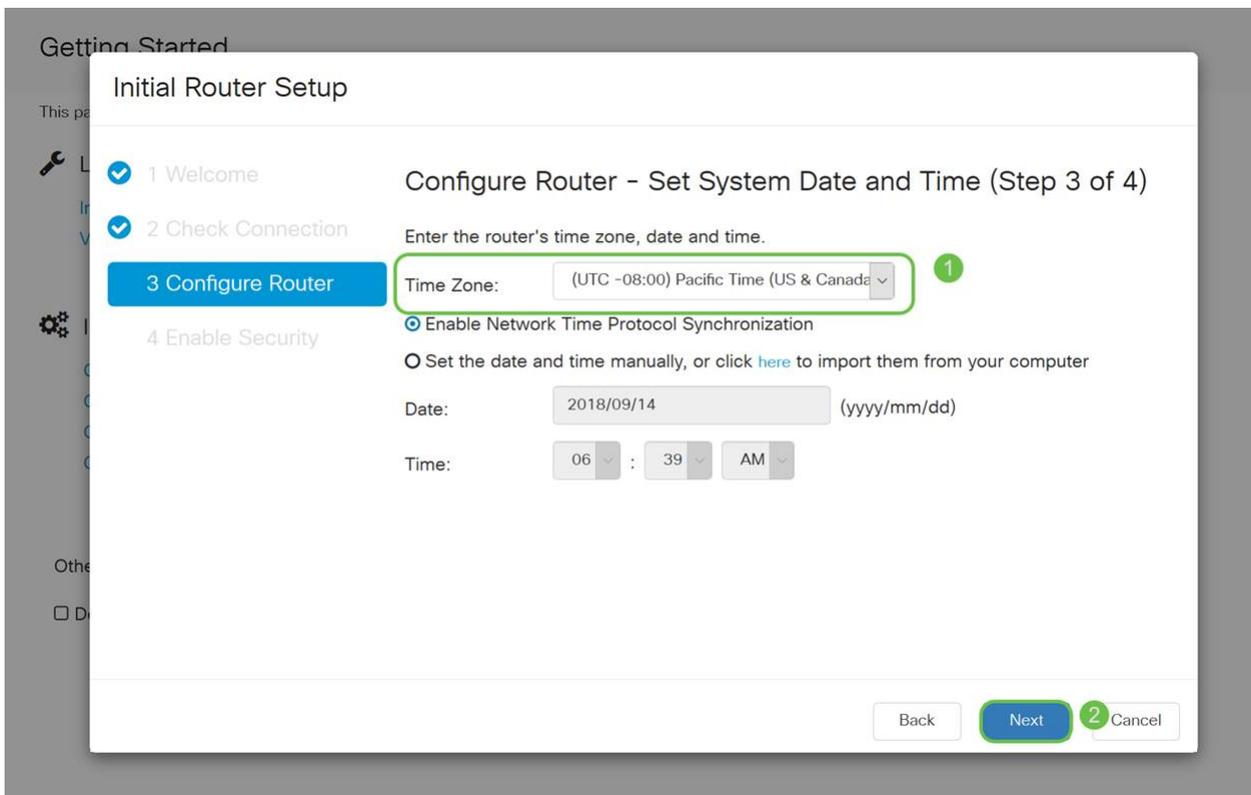 Getting Started
Initial Router Setup
This pa
1 Welcome
2 Check Connection
3 Configure Router
4 Enable Security
Configure Router - Set System Date and Time (Step 3 of 4)
Enter the router's time zone, date and time.
Time Zone: (UTC -08:00) Pacific Time (US & Canada 1
Enable Network Time Protocol Synchronization
Set the date and time manually, or click here to import them from your computer
Date: 2018/09/14 (yyyy/mm/dd)
Time: 06 : 39 AM
Othe
Back Next 2 Cancel